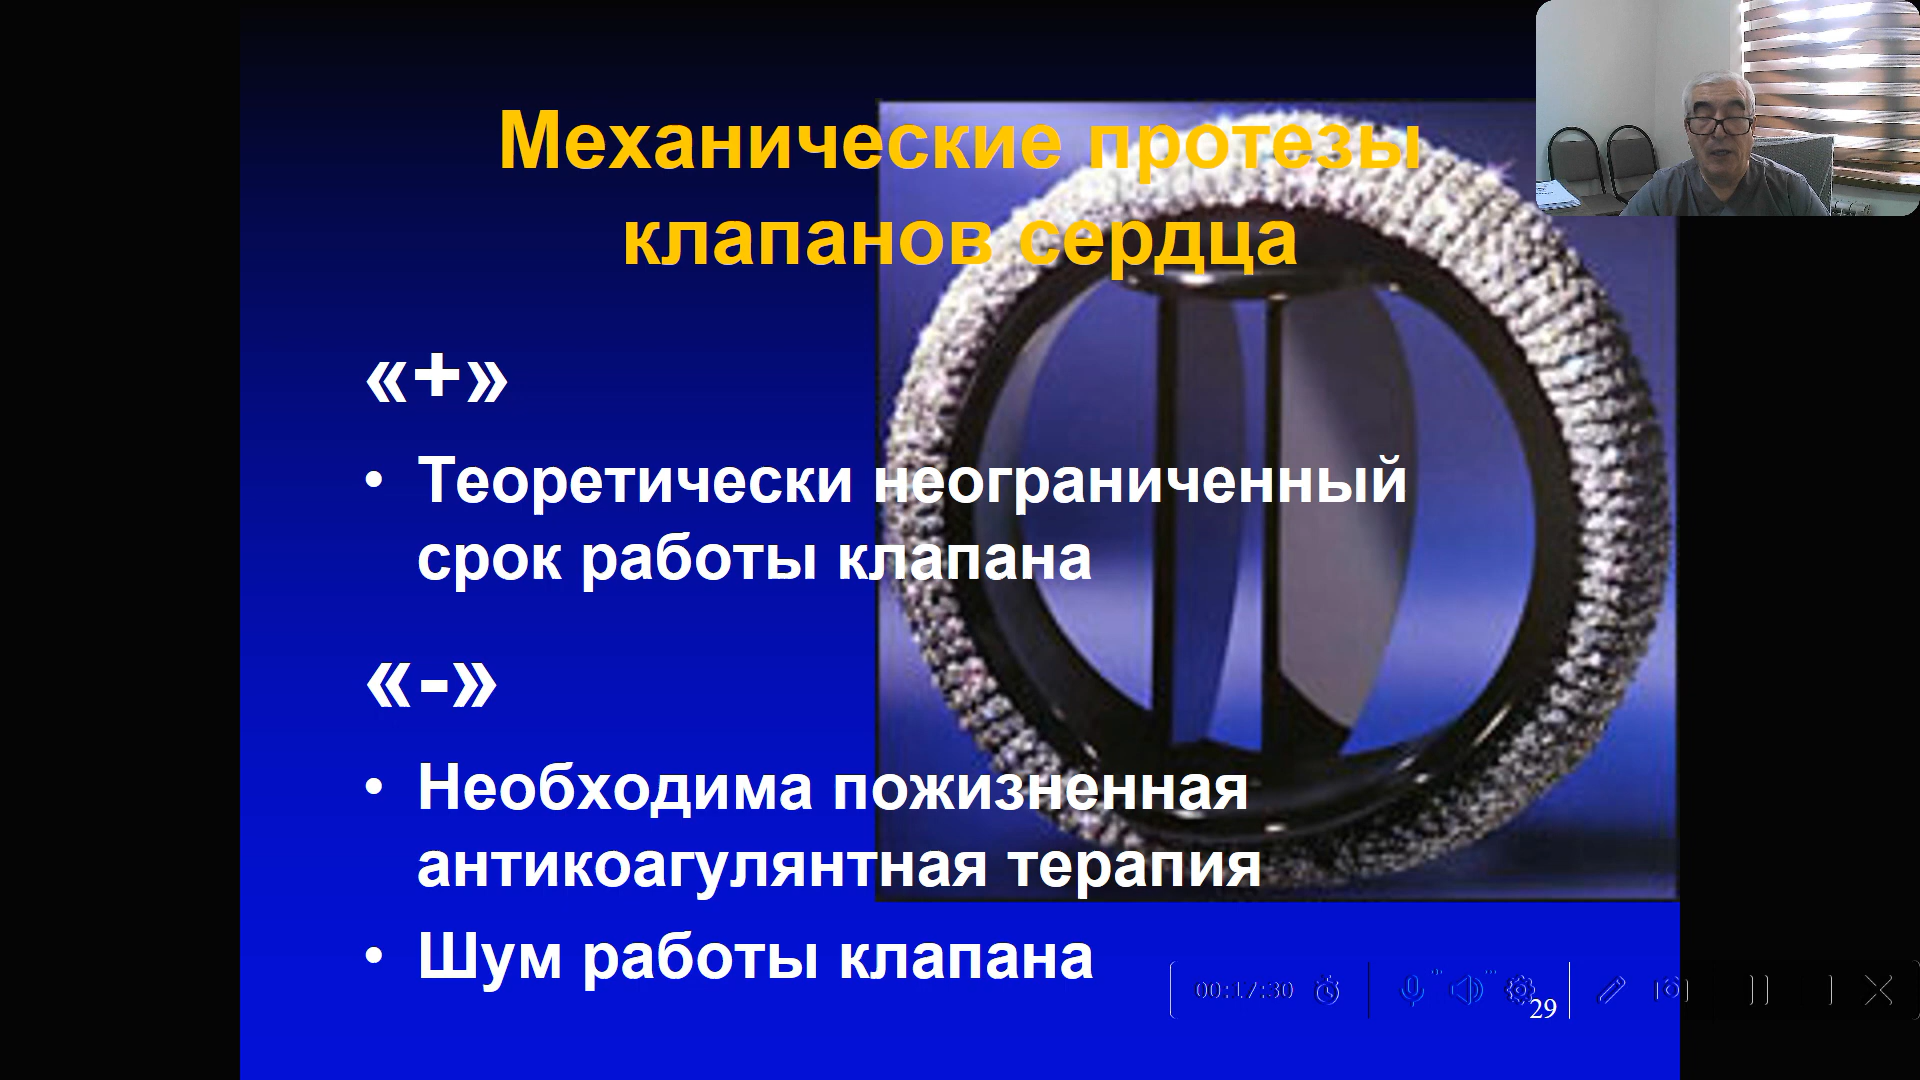 Механические протезы
клапанов сердца
«+»
• Теоретически неограниченный
срок работы клапана
«-»
• Необходима пожизненная
антикоагулянтная терапия
• Шум работы клапана
00:17:30
29